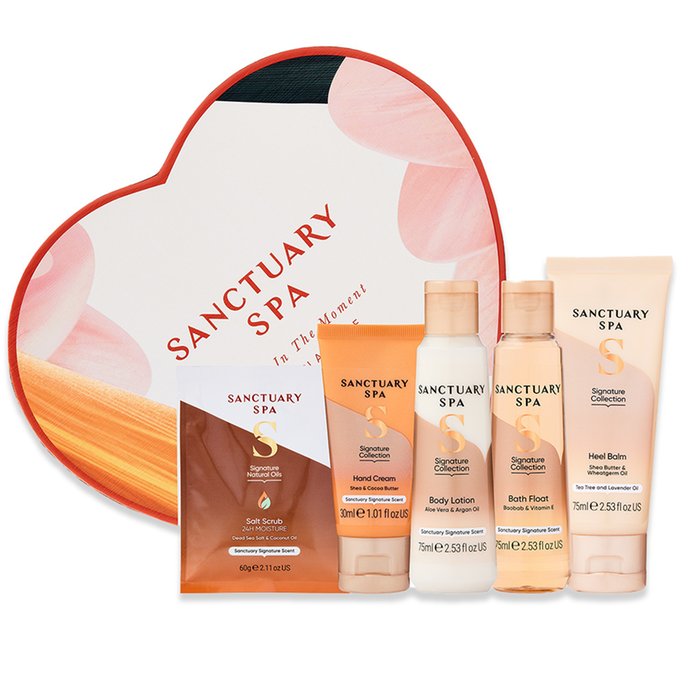 SANCTUARY
SPA
In The Moment
SANCTUARY
SPA
S
Signature
Natural Oils
Salt Scrub
24H MOISTURE
Dead Sea Salt & Coconut Oil
Sanctuary Signature Scent
60g e 2.11 oz US
SANCTUARY
SPA
S
Signature
Collection
Hand Cream
Shea & Cocoa Butter
Sanctuary Signature Scent
30ml e 1.01 fl oz US
SANCTUARY
SPA
S
Signature
Collection
Body Lotion
Aloe Vera & Argan Oil
Sanctuary Signature Scent
75ml e 2.53 fl oz US
SANCTUARY
SPA
S
Signature
Collection
Bath Float
Baobab & Vitamin E
Sanctuary Signature Scent
75ml e 2.53 fl oz US
SANCTUARY
SPA
S
Signature
Collection
Heel Balm
Shea Butter &
Wheatgerm Oil
Tea Tree and Lavender Oil
75ml e 2.53 fl oz US